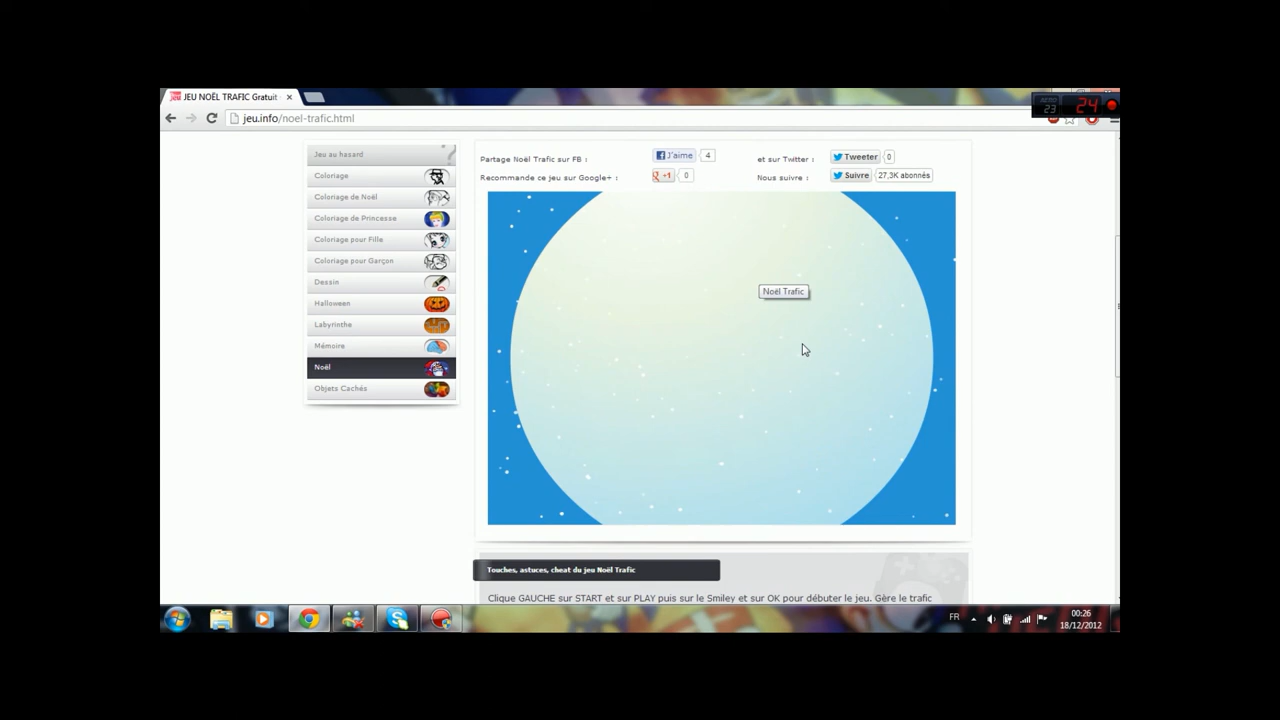 JEU NOËL TRAFIC Gratuit
23
24
jeu.info/noel-trafic.html
Jeu au hasard
Coloriage
Coloriage de Noël
Coloriage de Princesse
Coloriage pour Fille
Coloriage pour Garçon
Dessin
Halloween
Labyrinthe
Mémoire
Noël
Objets Cachés
Partage Noël Trafic sur FB :
J'aime
4
et sur Twitter :
Tweeter
0
Recommande ce jeu sur Google+ :
+1
0
Nous suivre :
Suivre
27,3K abonnés
Noël Trafic
Touches, astuces, cheat du jeu Noël Trafic
Clique GAUCHE sur START et sur PLAY puis sur le Smiley et sur OK pour débuter le jeu. Gère le trafic
FR
00:26
18/12/2012